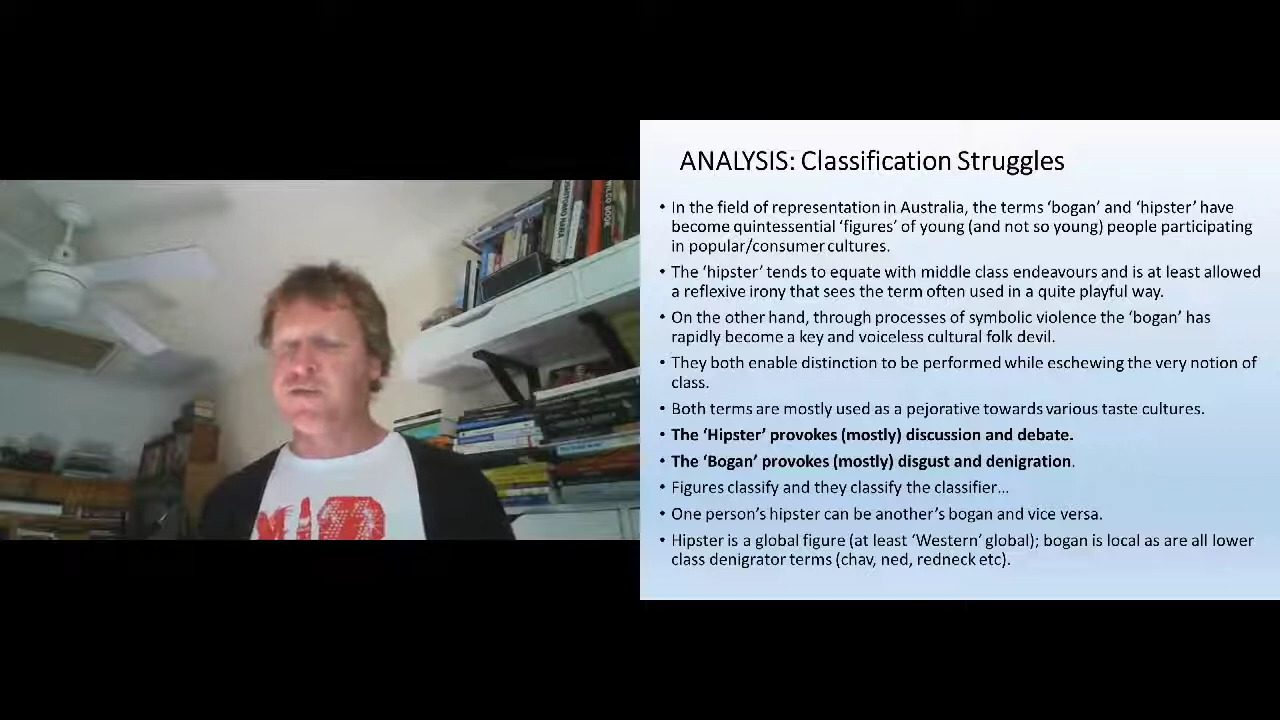 ANALYSIS: Classification Struggles
• In the field of representation in Australia, the terms ‘bogan’ and ‘hipster’ have
become quintessential ‘figures’ of young (and not so young) people participating
in popular/consumer cultures.
• The ‘hipster’ tends to equate with middle class endeavours and is at least allowed
a reflexive irony that sees the term often used in a quite playful way.
• On the other hand, through processes of symbolic violence the ‘bogan’ has
rapidly become a key and voiceless cultural folk devil.
• They both enable distinction to be performed while eschewing the very notion of
class.
• Both terms are mostly used as a pejorative towards various taste cultures.
• The ‘Hipster’ provokes (mostly) discussion and debate.
• The ‘Bogan’ provokes (mostly) disgust and denigration.
• Figures classify and they classify the classifier…
• One person’s hipster can be another’s bogan and vice versa.
• Hipster is a global figure (at least ‘Western’ global); bogan is local as are all lower
class denigrator terms (chav, ned, redneck etc).